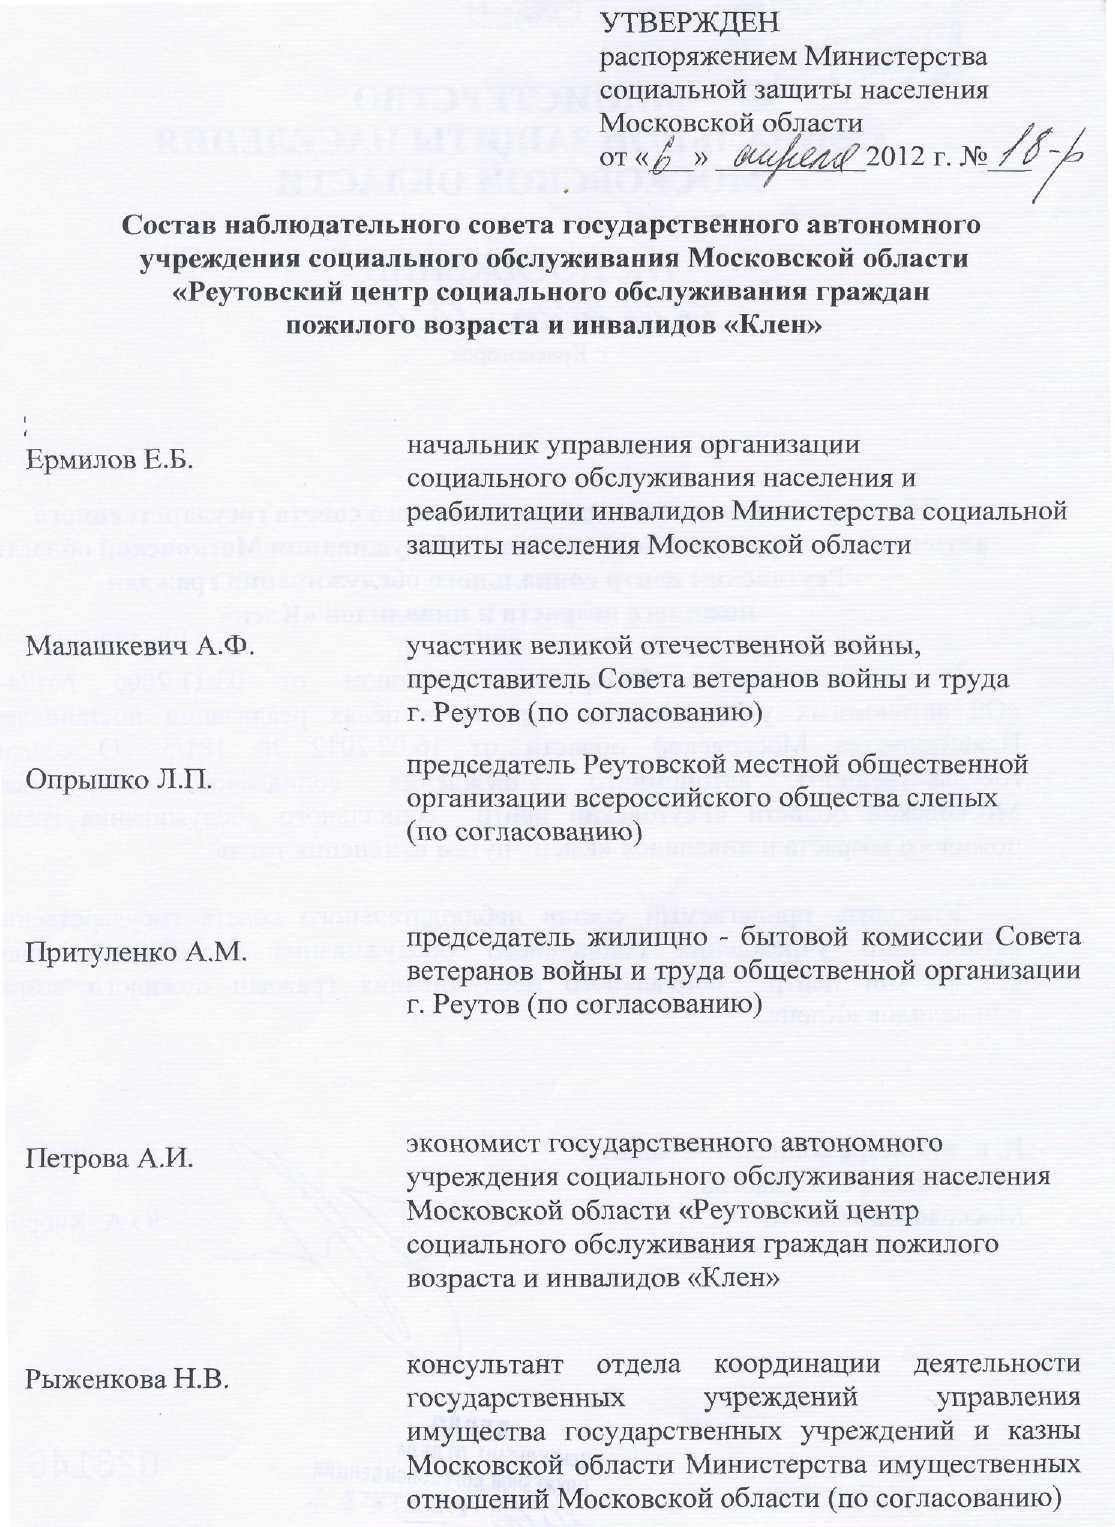 УТВЕРЖДЕН
распоряжением Министерства
социальной защиты населения
Московской области
от «6» апреля 2012 г. № 18-р
Состав наблюдательного совета государственного автономного
учреждения социального обслуживания Московской области
«Реутовский центр социального обслуживания граждан
пожилого возраста и инвалидов «Клен»
Ермилов Е.Б.
начальник управления организации
социального обслуживания населения и
реабилитации инвалидов Министерства социальной
защиты населения Московской области
Малашкевич А.Ф.
участник великой отечественной войны,
представитель Совета ветеранов войны и труда
г. Реутов (по согласованию)
Опрышко Л.П.
председатель Реутовской местной общественной
организации всероссийского общества слепых
(по согласованию)
Притуленко А.М.
председатель жилищно - бытовой комиссии Совета
ветеранов войны и труда общественной организации
г. Реутов (по согласованию)
Петрова А.И.
экономист государственного автономного
учреждения социального обслуживания населения
Московской области «Реутовский центр
социального обслуживания граждан пожилого
возраста и инвалидов «Клен»
Рыженкова Н.В.
консультант отдела координации деятельности
государственных учреждений управления
имущества государственных учреждений и казны
Московской области Министерства имущественных
отношений Московской области (по согласованию)